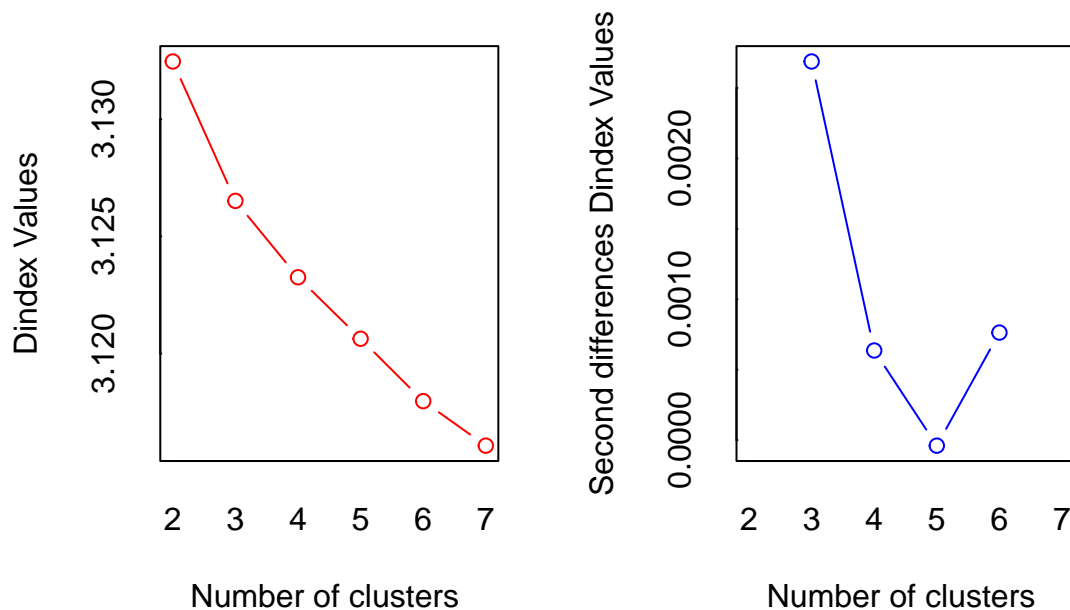 Dindex Values
3.130
3.125
3.120
2 3 4 5 6 7
Number of clusters
Second differences Dindex Values
0.0020
0.0010
0.0000
2 3 4 5 6 7
Number of clusters